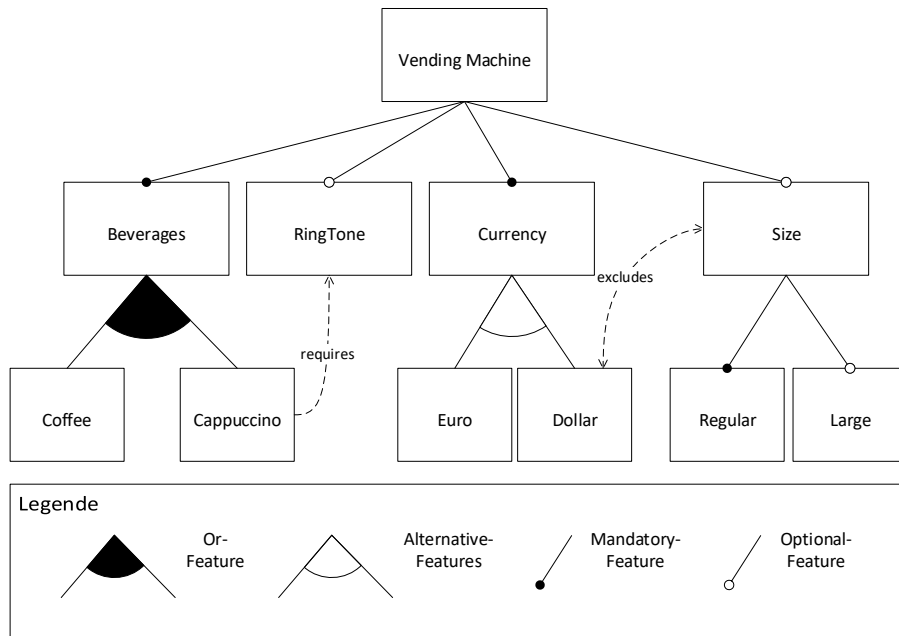 Vending Machine
Beverages
RingTone
Currency
Size
excludes
requires
Coffee
Cappuccino
Euro
Dollar
Regular
Large
Legende
Or-
Feature
Alternative-
Features
Mandatory-
Feature
Optional-
Feature